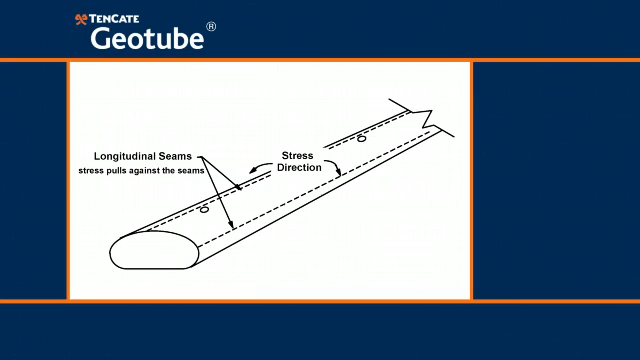 TENCATE
Geotube®
Longitudinal Seams
stress pulls against the seams
Stress
Direction